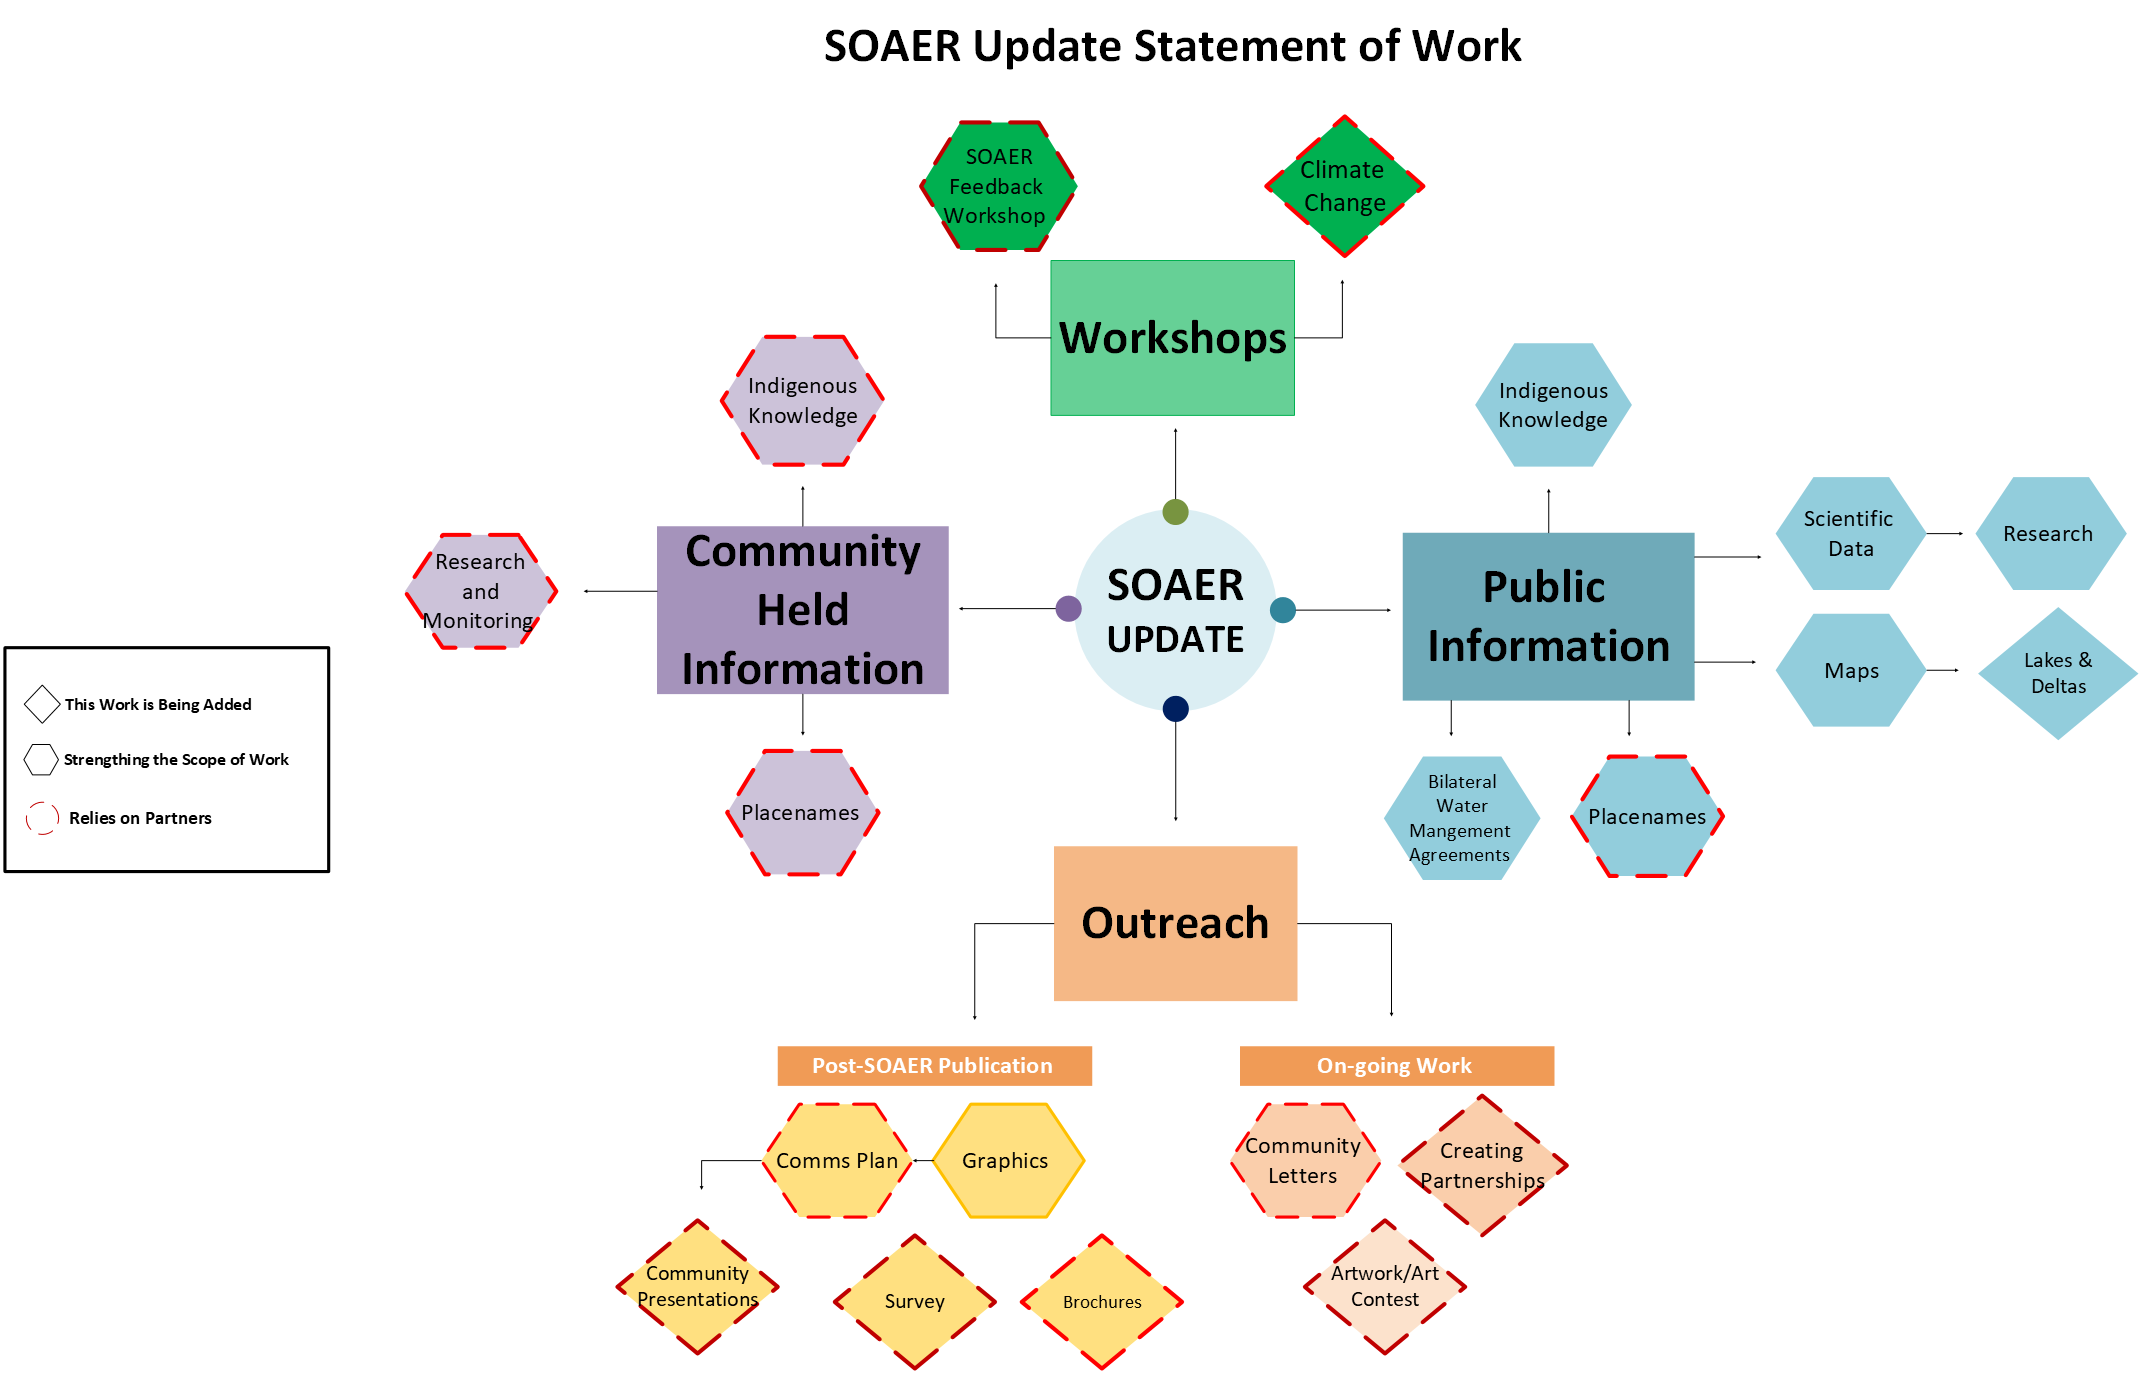 SOAER Update Statement of Work
SOAER
Feedback
Workshop
Climate
Change
Workshops
Indigenous
Knowledge
Indigenous
Knowledge
Research
and
Monitoring
Community
Held
Information
SOAER
UPDATE
Public
Information
Scientific
Data
Research
Maps
Lakes &
Deltas
This Work is Being Added
Strengthing the Scope of Work
Relies on Partners
Placenames
Bilateral
Water
Mangement
Agreements
Placenames
Outreach
Post-SOAER Publication
On-going Work
Comms Plan
Graphics
Community
Letters
Creating
Partnerships
Community
Presentations
Survey
Brochures
Artwork/Art
Contest